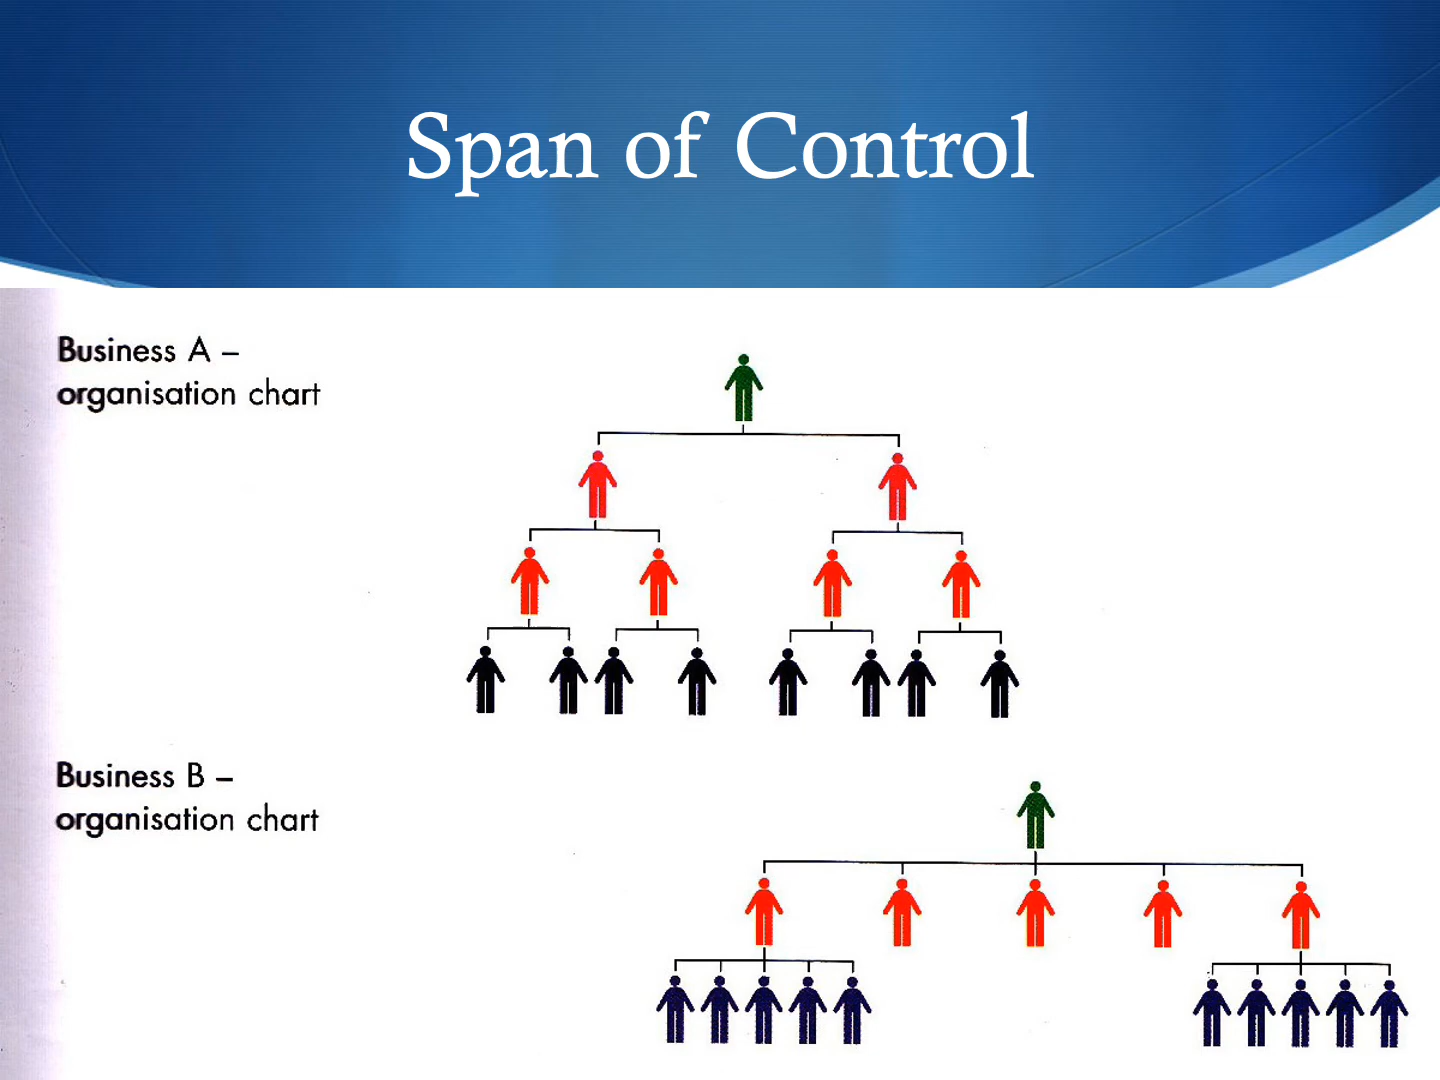 Span of Control
Business A –
organisation chart
Business B –
organisation chart